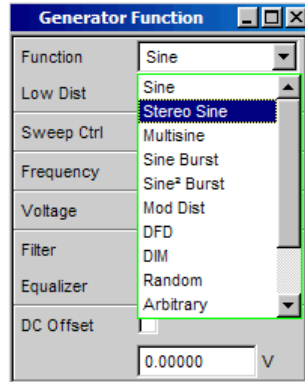 Generator Function
Function Sine
Low Dist
Sine
Stereo Sine
Sweep Ctrl
Multisine
Sine Burst
Frequency
Sine² Burst
Voltage
Mod Dist
DFD
Filter
DIM
Equalizer
Random
Arbitrary
DC Offset
0.00000 V